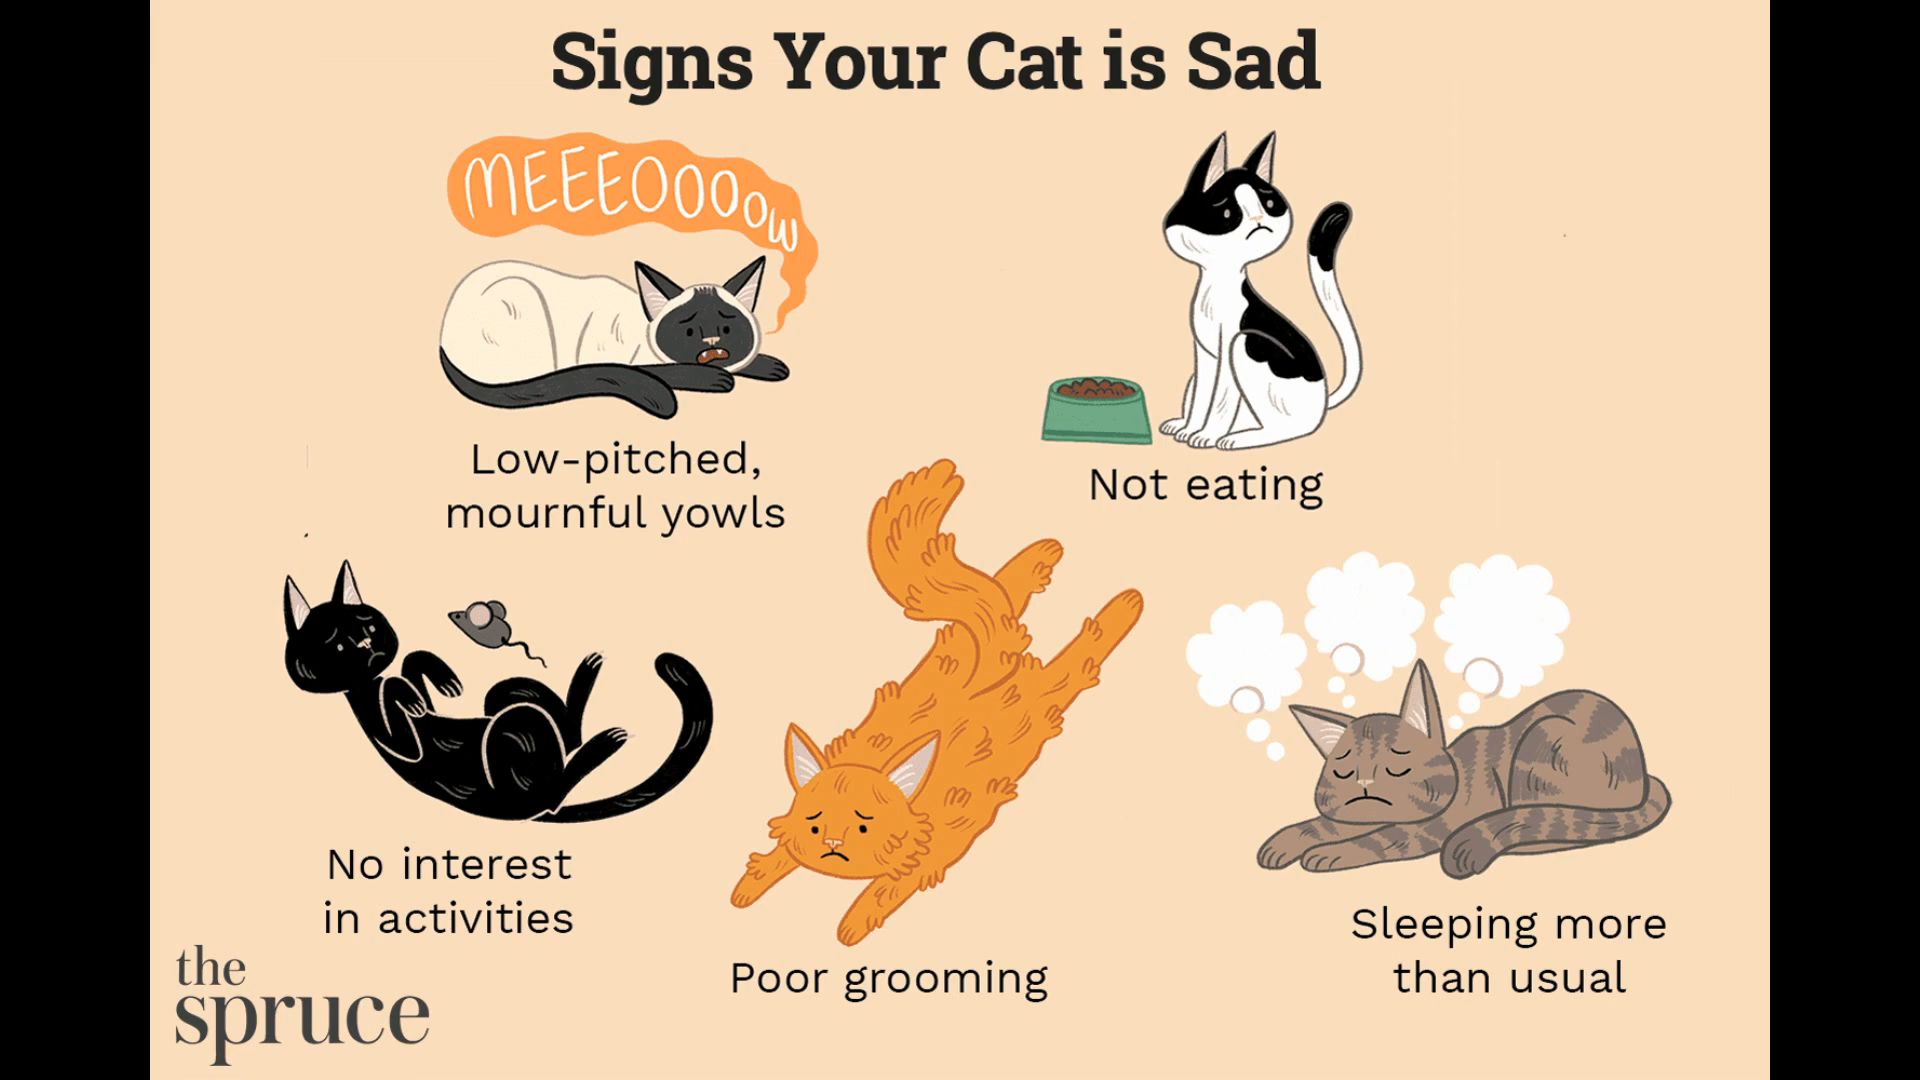 Signs Your Cat is Sad
MEEEOOOOW
Low-pitched,
mournful yowls
Not eating
No interest
in activities
Poor grooming
Sleeping more
than usual
the
spruce